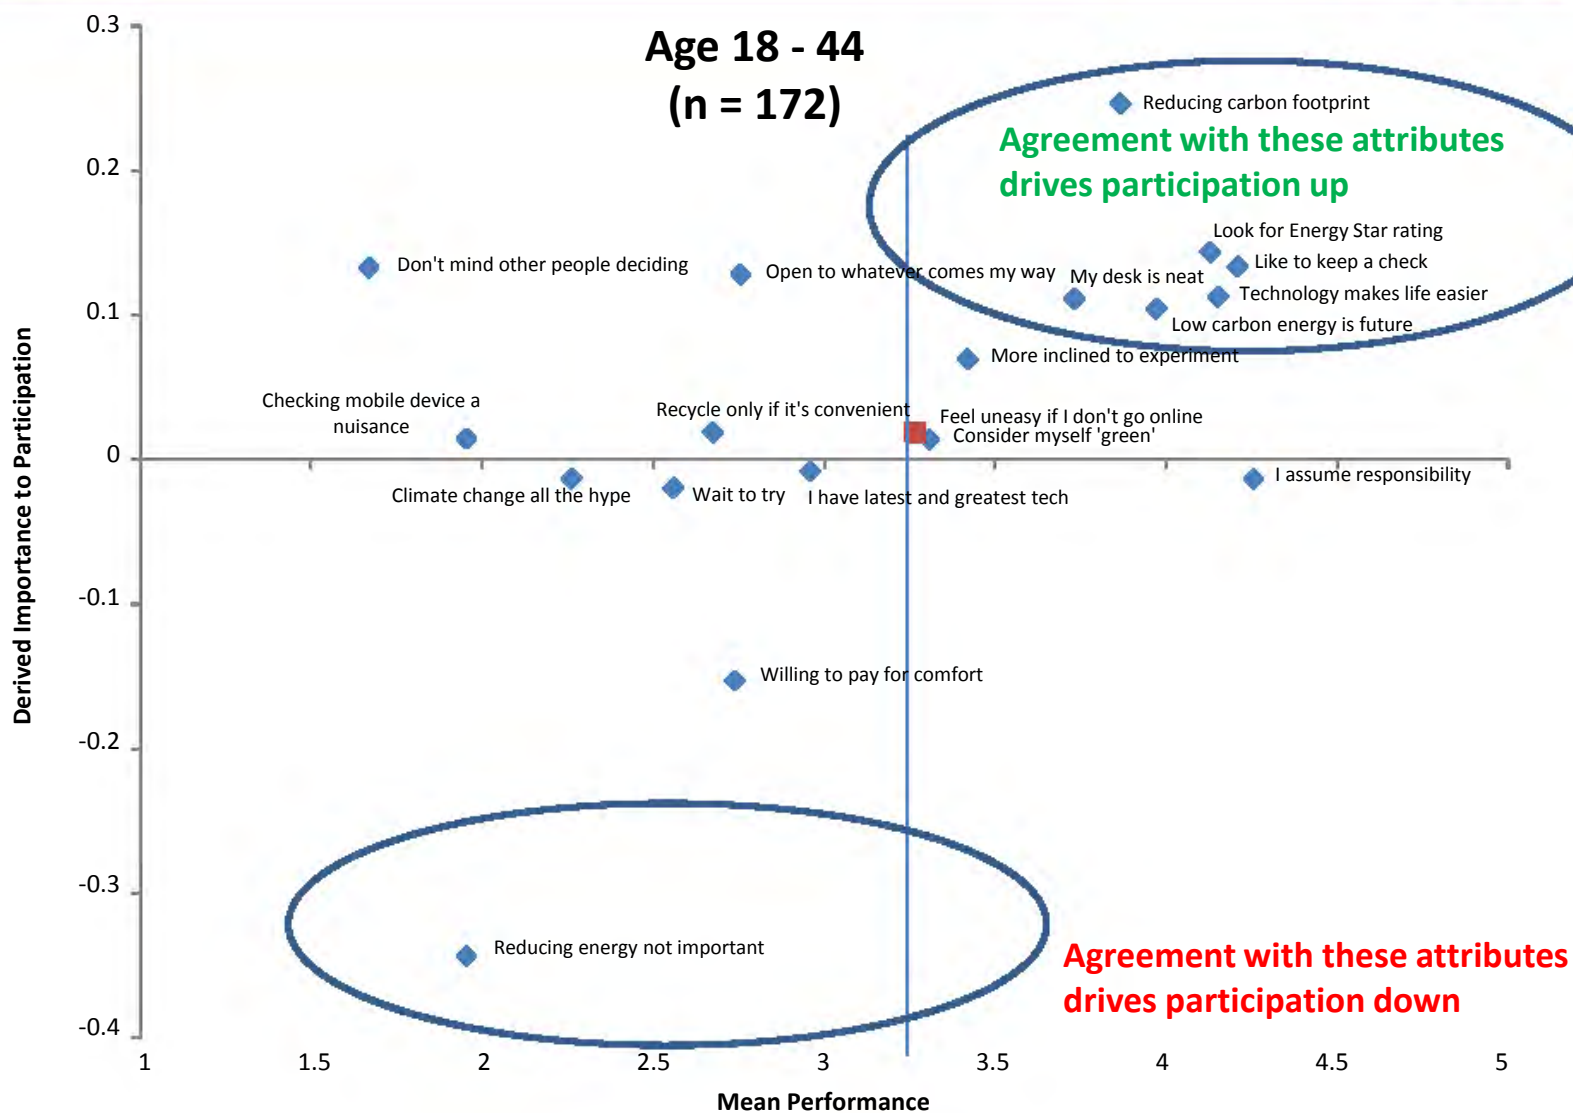 Age 18 - 44
(n = 172)
0.3
0.2
0.1
0
-0.1
-0.2
-0.3
-0.4
Derived Importance to Participation
Reducing carbon footprint
Agreement with these attributes
drives participation up
Look for Energy Star rating
Like to keep a check
Don't mind other people deciding
Open to whatever comes my way
My desk is neat
Technology makes life easier
Low carbon energy is future
More inclined to experiment
Checking mobile device a
nuisance
Recycle only if it's convenient
Feel uneasy if I don't go online
Consider myself 'green'
Climate change all the hype
Wait to try
I have latest and greatest tech
I assume responsibility
Willing to pay for comfort
Reducing energy not important
Agreement with these attributes
drives participation down
1
1.5
2
2.5
3
3.5
4
4.5
5
Mean Performance